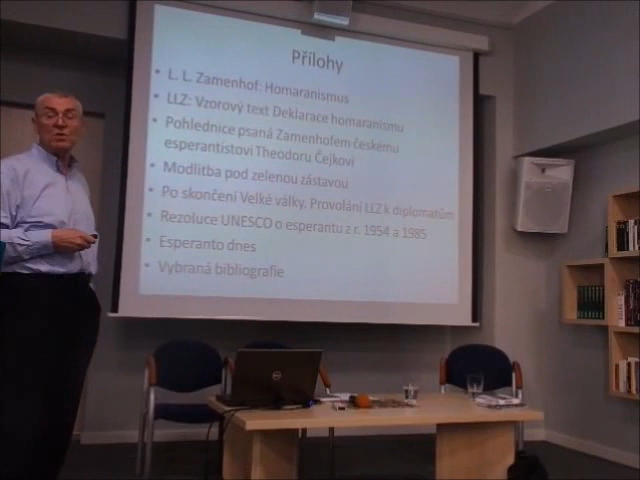 Přílohy
• L. L. Zamenhof: Homaranismus
• LLZ: Vzorový text Deklarace homaranismu
• Pohlednice psaná Zamenhofem českému
esperantistovi Theodoru Čejkovi
• Modlitba pod zelenou zástavou
• Po skončení Velké války. Provolání LLZ k diplomatům
• Rezoluce UNESCO o esperantu z r. 1954 a 1985
• Esperanto dnes
• Vybraná bibliografie
DELL